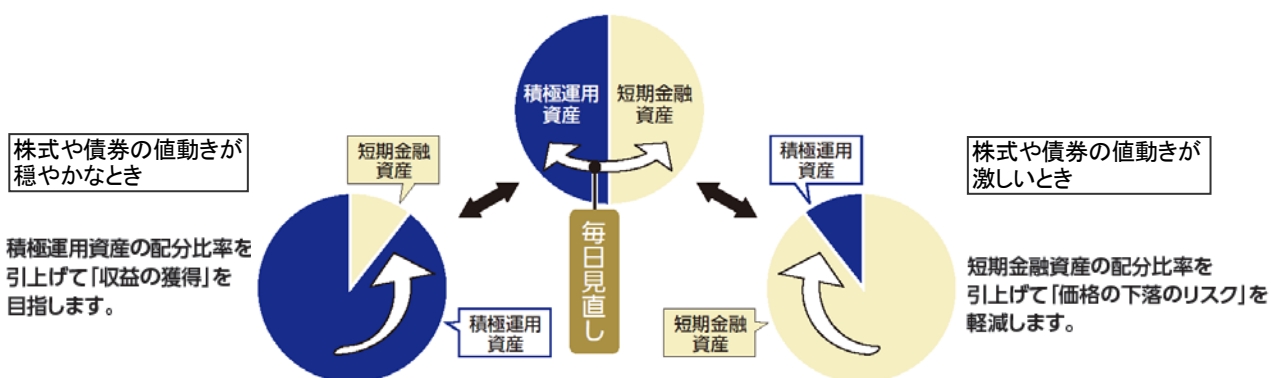 積極運用
資産
短期金融
資産
毎日見直し
株式や債券の値動きが
穏やかなとき
積極運用資産の配分比率を
引上げて「収益の獲得」を
目指します。
短期金融
資産
積極運用
資産
株式や債券の値動きが
激しいとき
短期金融資産の配分比率を
引上げて「価格の下落のリスク」を
軽減します。
積極運用
資産
短期金融
資産